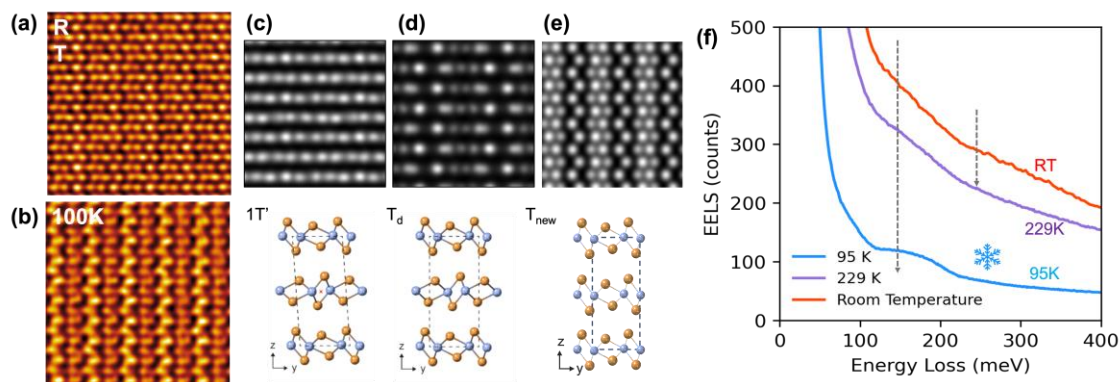 (a)
R
T
(b)
100K
(c)
(d)
(e)
1T'
z
y
Td
z
y
Tnew
z
y
(f)
EELS (counts)
500
400
300
200
100
0
RT
229K
95K
95 K
229 K
Room Temperature
0
100
200
300
400
Energy Loss (meV)